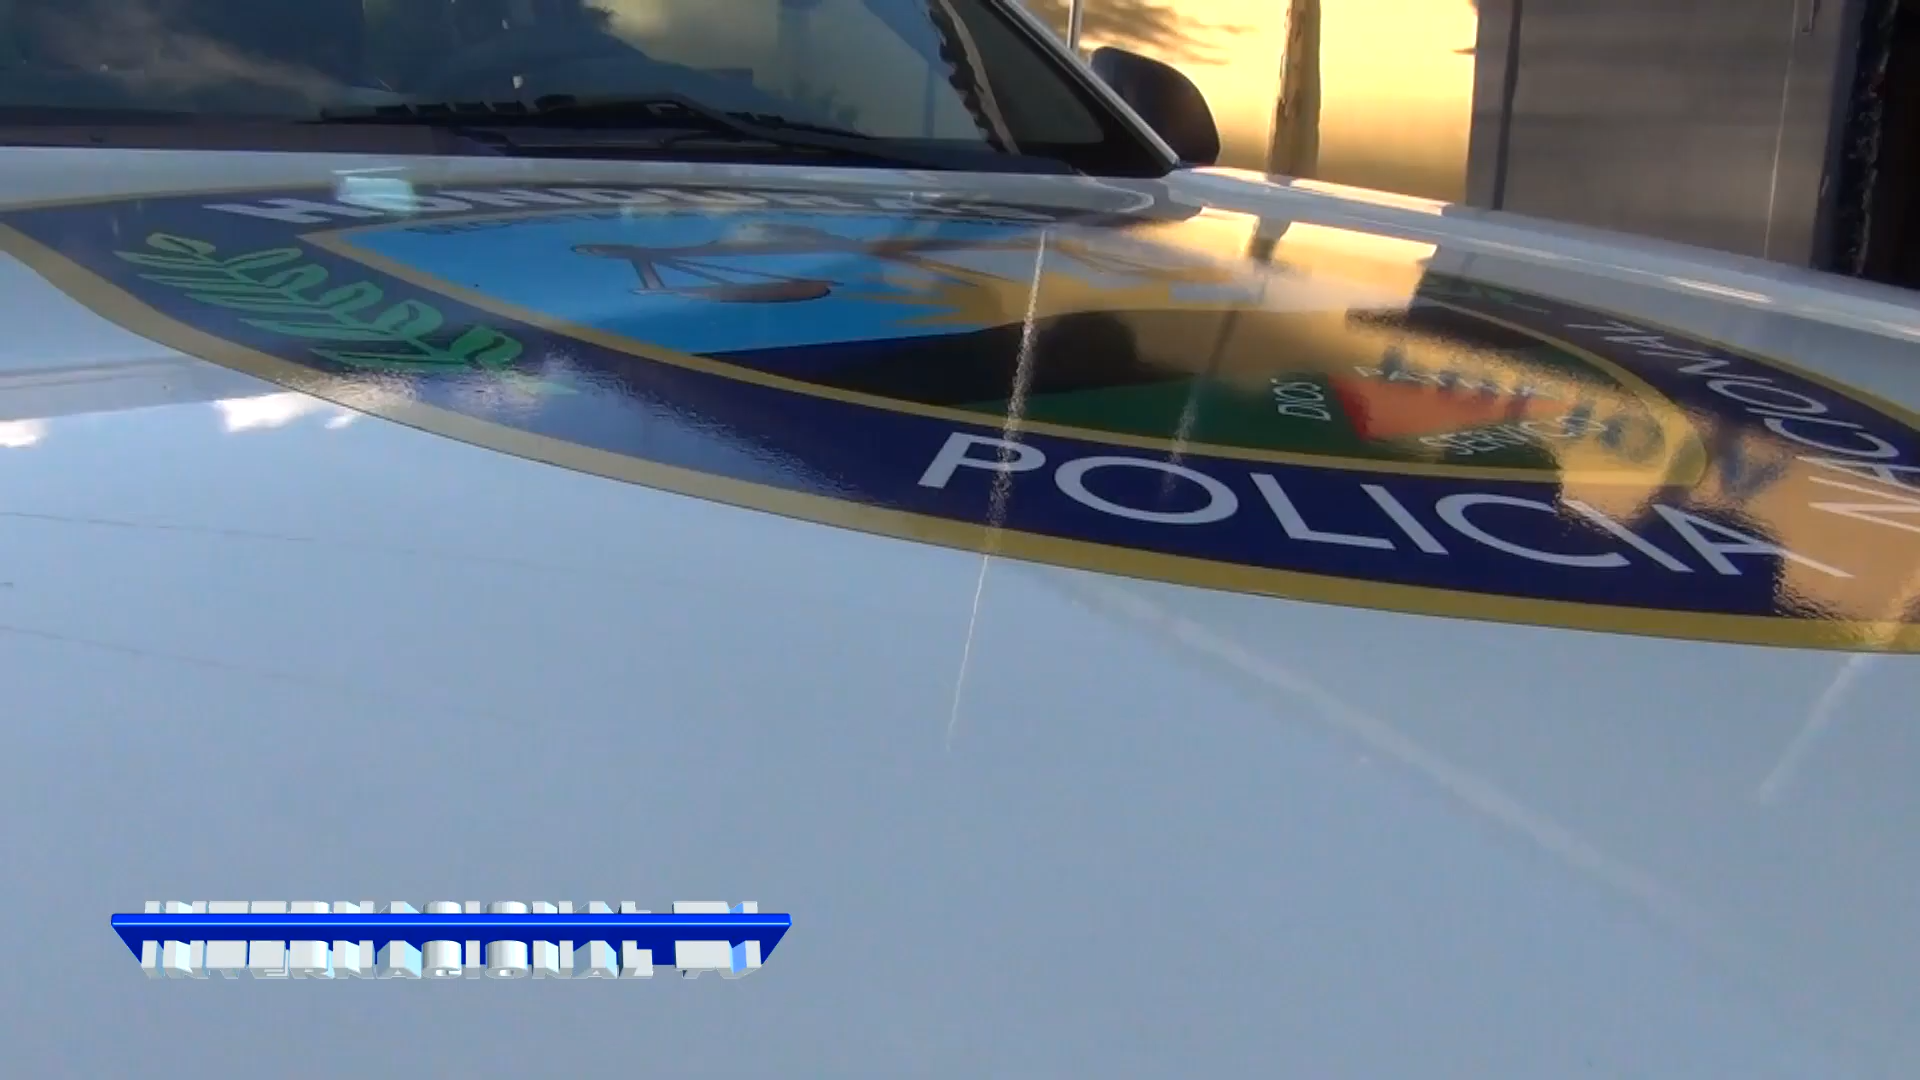 HONDURAS
DIOS
SERVICIO
POLICIA NACIONAL
INTERNACIONAL TV